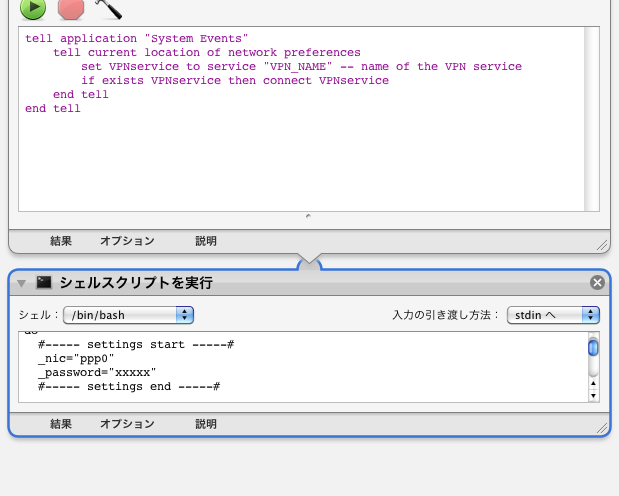 tell application "System Events"
tell current location of network preferences
set VPNservice to service "VPN_NAME" -- name of the VPN service
if exists VPNservice then connect VPNservice
end tell
end tell
結果 オプション 説明
シェルスクリプトを実行
シェル： /bin/bash 入力の引き渡し方法： stdin へ
#----- settings start -----#
_nic="ppp0"
_password="xxxxx"
#----- settings end -----#
結果 オプション 説明